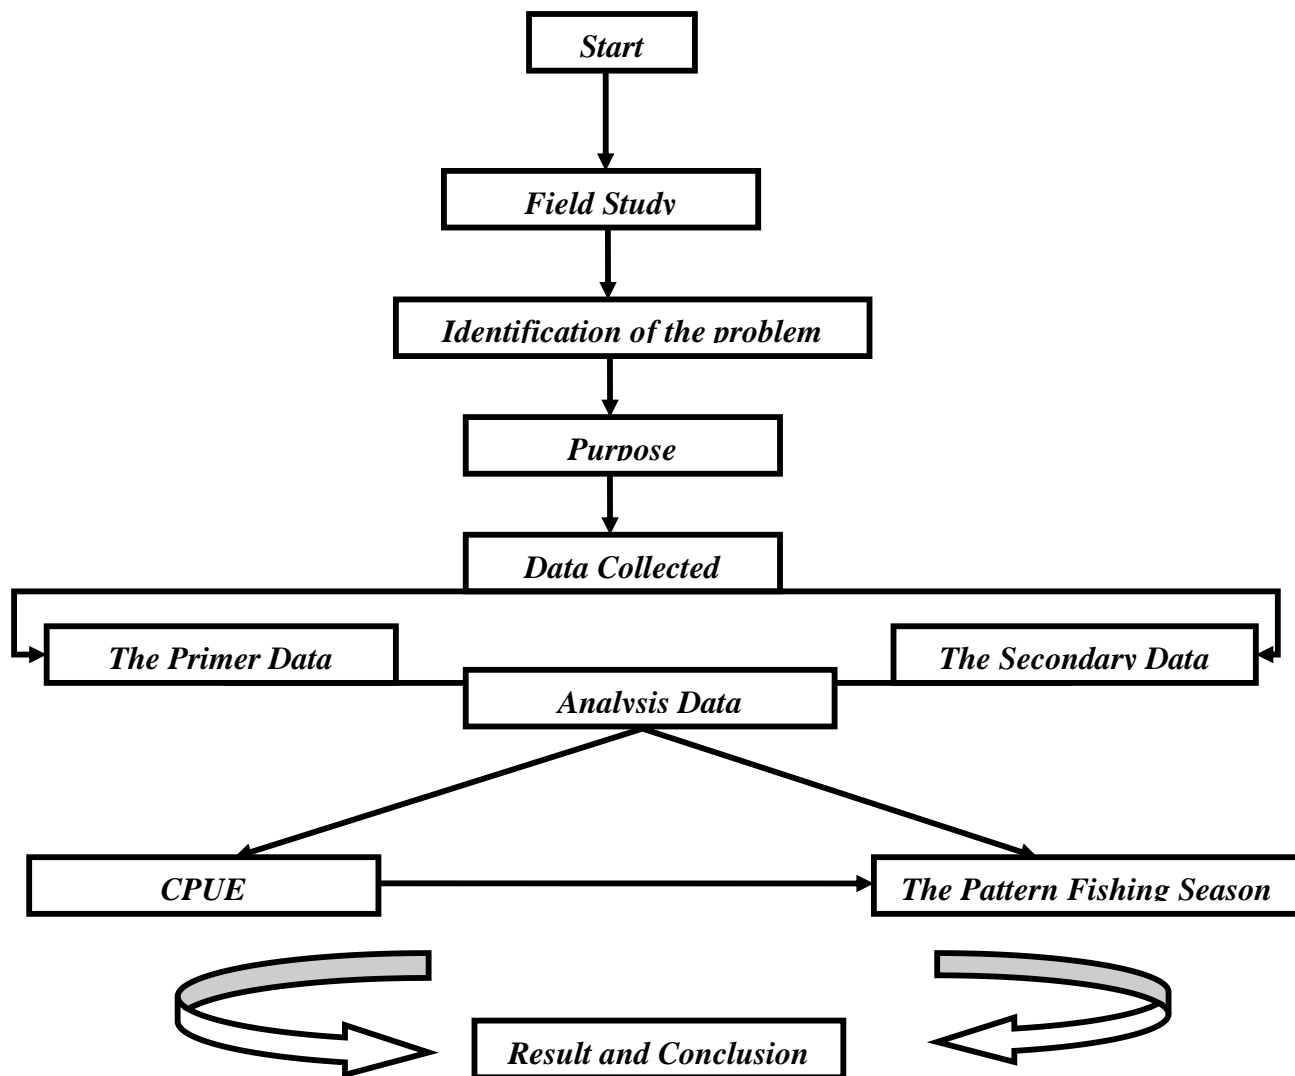 Start
Field Study
Identification of the problem
Purpose
Data Collected
The Primer Data
The Secondary Data
Analysis Data
CPUE
The Pattern Fishing Season
Result and Conclusion